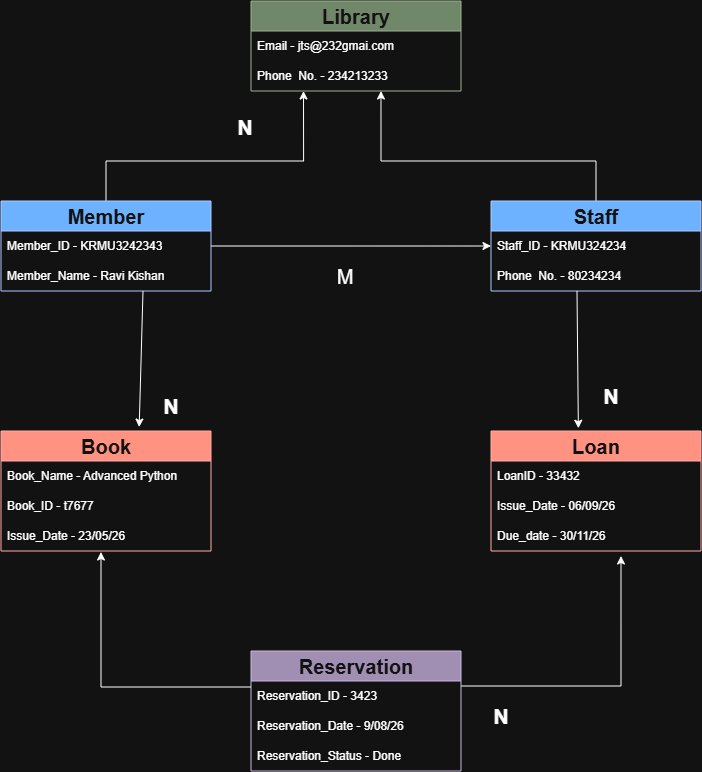 Library
Email - jts@232gmai.com
Phone No. - 234213233
N
Member
Member_ID - KRMU3242343
Member_Name - Ravi Kishan
M
Staff
Staff_ID - KRMU324234
Phone No. - 80234234
N
N
Book
Book_Name - Advanced Python
Book_ID - t7677
Issue_Date - 23/05/26
Loan
LoanID - 33432
Issue_Date - 06/09/26
Due_date - 30/11/26
Reservation
Reservation_ID - 3423
Reservation_Date - 9/08/26
Reservation_Status - Done
N